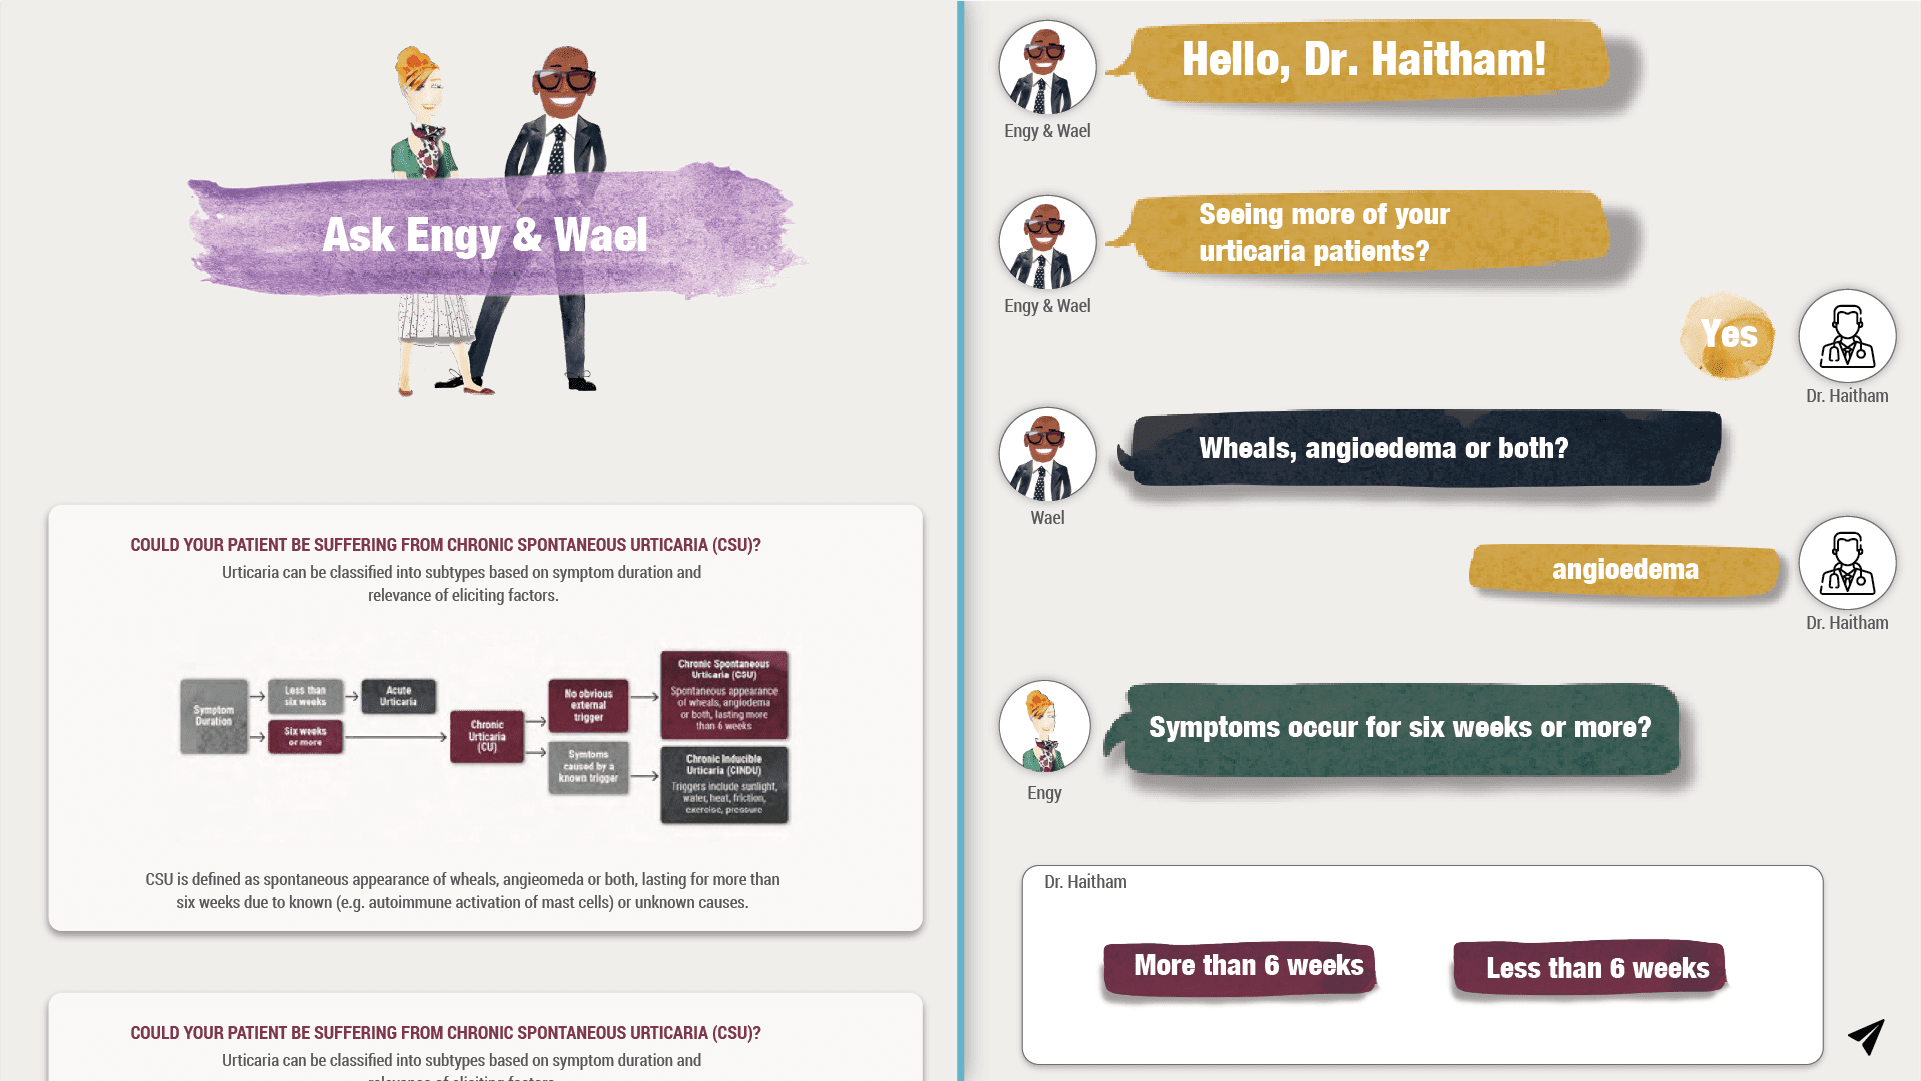 Ask Engy & Wael
COULD YOUR PATIENT BE SUFFERING FROM CHRONIC SPONTANEOUS URTICARIA (CSU)?
Urticaria can be classified into subtypes based on symptom duration and
relevance of eliciting factors.
Symptom
Duration
Less than
six weeks
Acute
Urticaria
Six weeks
or more
Chronic
Urticaria
(CU)
No obvious
external
trigger
Symtoms
caused by a
known trigger
Chronic Spontaneous
Urticaria (CSU)
Spontaneous appearance
of wheals, angiodema
or both, lasting more
than 6 weeks
Chronic Inducible
Urticaria (CINDU)
Triggers include sunlight,
water, heat, friction,
exercise, pressure
CSU is defined as spontaneous appearance of wheals, angieomeda or both, lasting for more than
six weeks due to known (e.g. autoimmune activation of mast cells) or unknown causes.
COULD YOUR PATIENT BE SUFFERING FROM CHRONIC SPONTANEOUS URTICARIA (CSU)?
Urticaria can be classified into subtypes based on symptom duration and
relevance of eliciting factors.
Hello, Dr. Haitham!
Engy & Wael
Seeing more of your
urticaria patients?
Engy & Wael
Yes
Dr. Haitham
Wheals, angioedema or both?
Wael
angioedema
Dr. Haitham
Symptoms occur for six weeks or more?
Engy
Dr. Haitham
More than 6 weeks
Less than 6 weeks